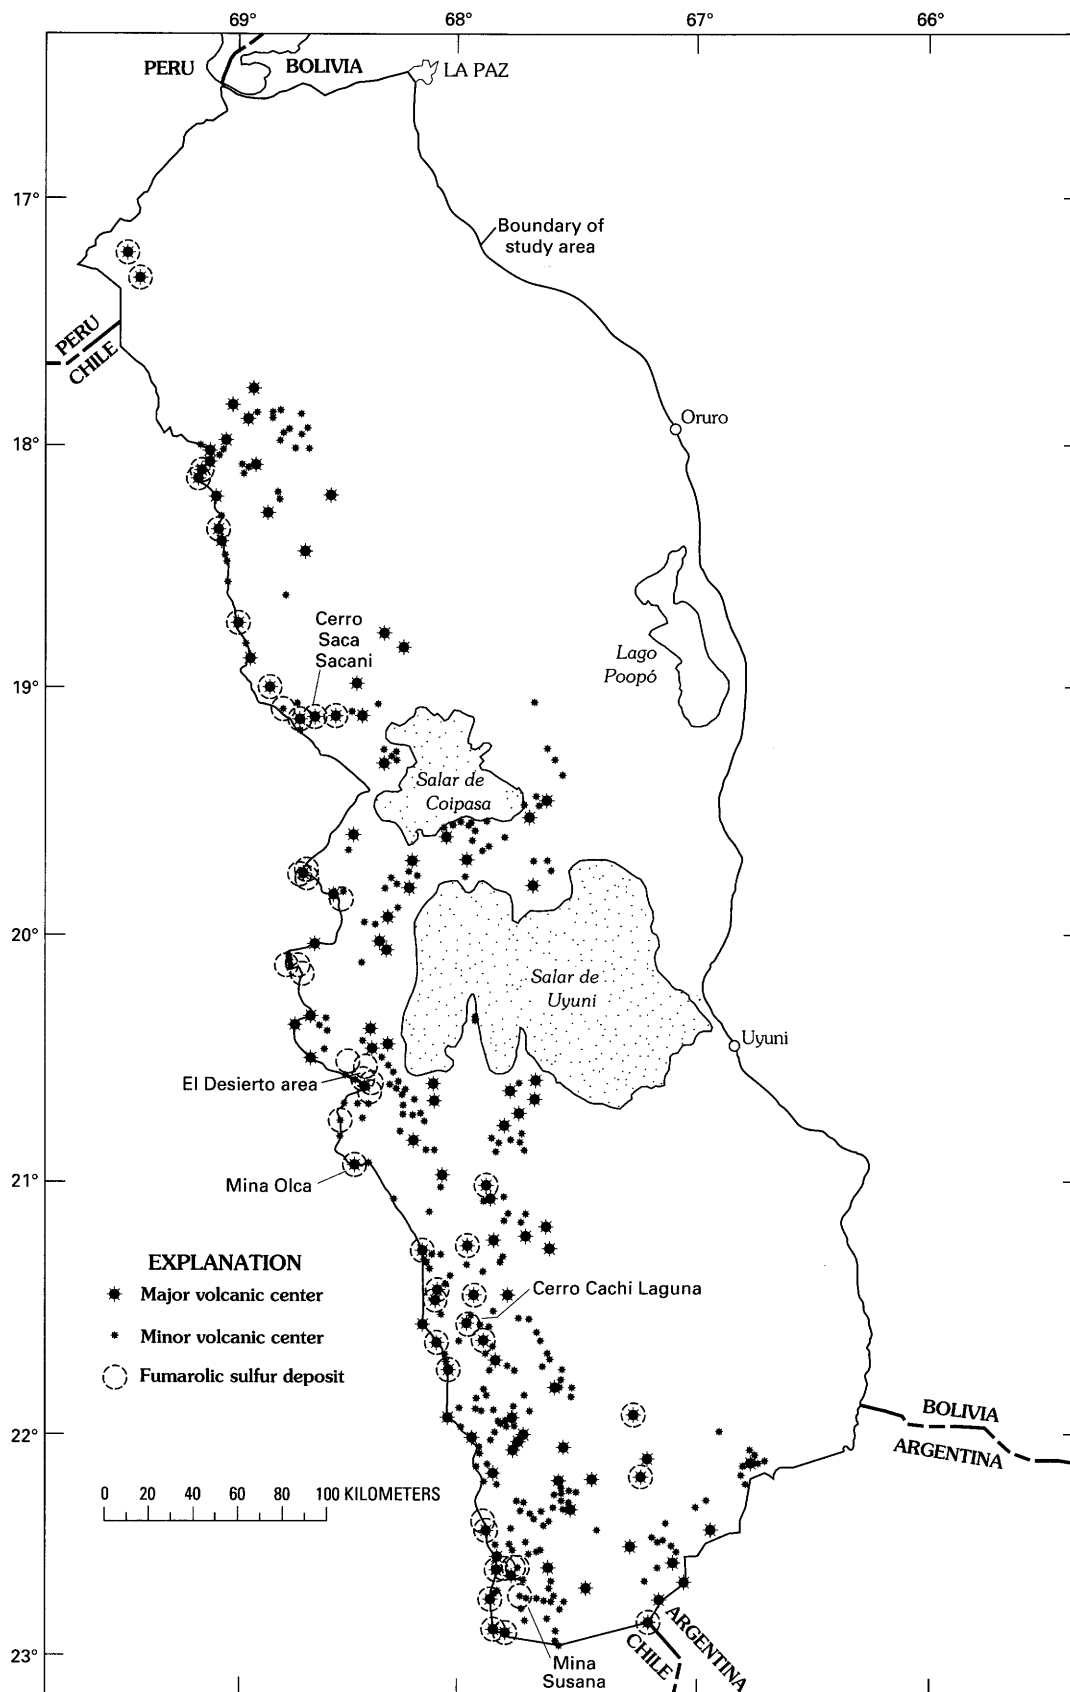 69°
68°
67°
66°
PERU
BOLIVIA
LA PAZ
17°
Boundary of
study area
PERU
CHILE
Oruro
18°
Cerro
Saca
Sacani
Lago
Poopó
19°
Salar de
Coipasa
20°
Salar de
Uyuni
Uyuni
El Desierto area
21°
Mina Olca
EXPLANATION
Major volcanic center
Minor volcanic center
Fumarolic sulfur deposit
Cerro Cachi Laguna
BOLIVIA
ARGENTINA
22°
0 20 40 60 80 100 KILOMETERS
ARGENTINA
CHILE
23°
Mina
Susana